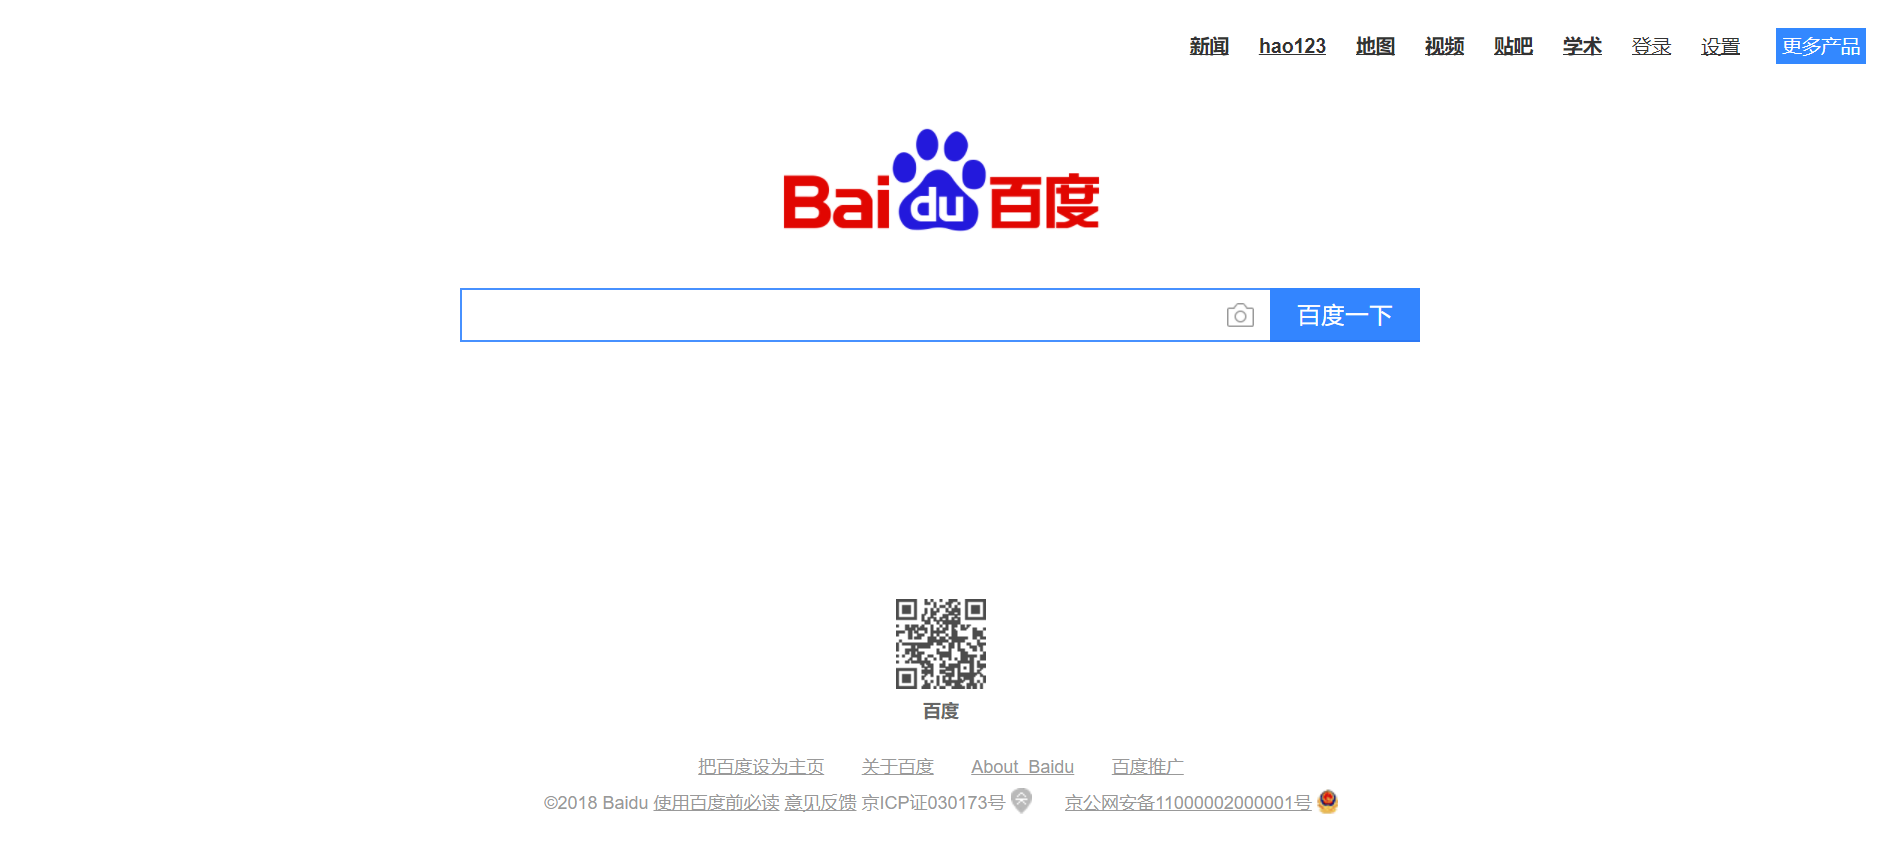 新闻 hao123 地图 视频 贴吧 学术 登录 设置 更多产品
Bai du 百度
百度一下
百度
把百度设为主页 关于百度 About Baidu 百度推广
©2018 Baidu 使用百度前必读 意见反馈 京ICP证030173号 京公网安备11000002000001号